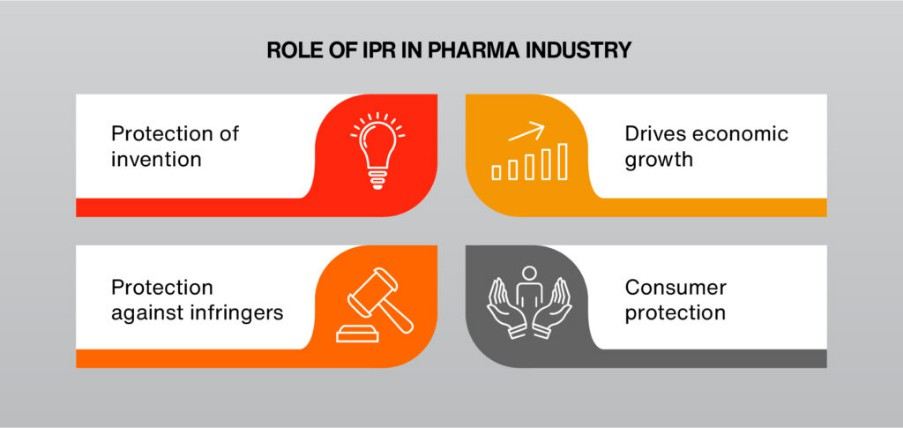 ROLE OF IPR IN PHARMA INDUSTRY
Protection of
invention
Drives economic
growth
Protection
against infringers
Consumer
protection